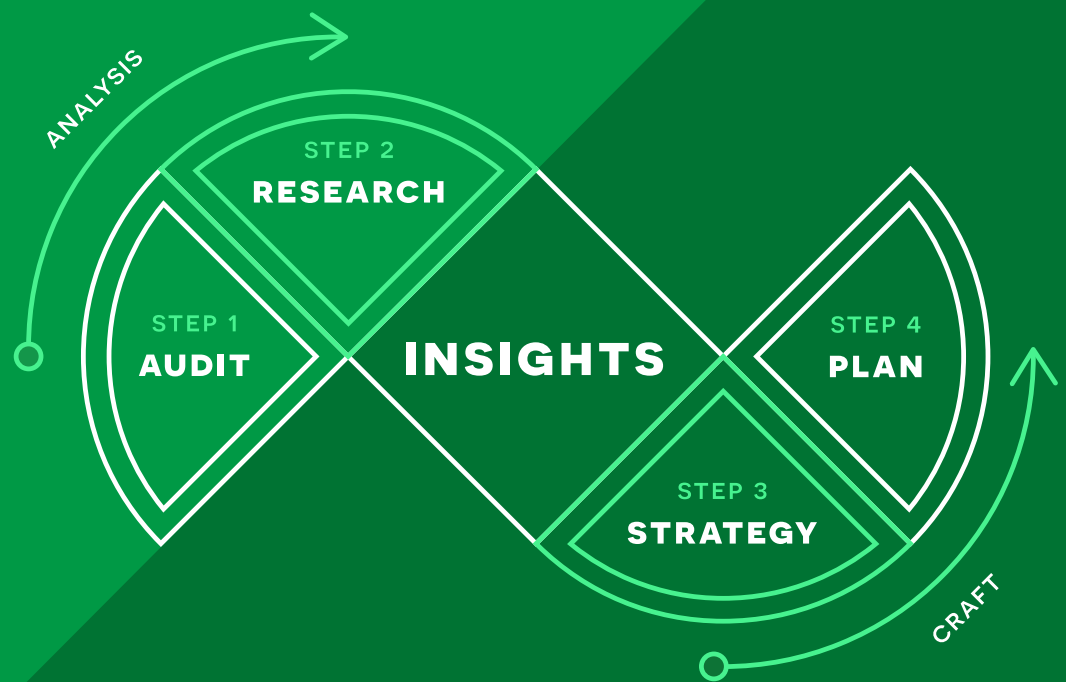 ANALYSIS
STEP 1
AUDIT
STEP 2
RESEARCH
INSIGHTS
STEP 3
STRATEGY
STEP 4
PLAN
CRAFT